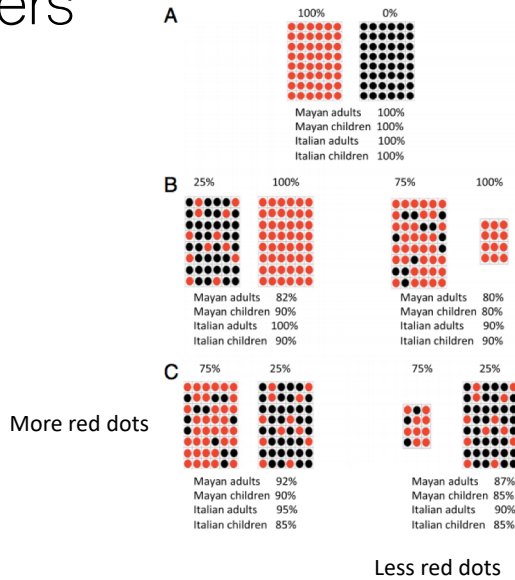 ers
A
100% 0%
Mayan adults 100%
Mayan children 100%
Italian adults 100%
Italian children 100%
B
25% 100% 75% 100%
Mayan adults 82%
Mayan children 90%
Italian adults 100%
Italian children 90%
Mayan adults 80%
Mayan children 80%
Italian adults 90%
Italian children 90%
C
75% 25% 75% 25%
More red dots
Mayan adults 92%
Mayan children 90%
Italian adults 95%
Italian children 85%
Mayan adults 87%
Mayan children 85%
Italian adults 90%
Italian children 85%
Less red dots